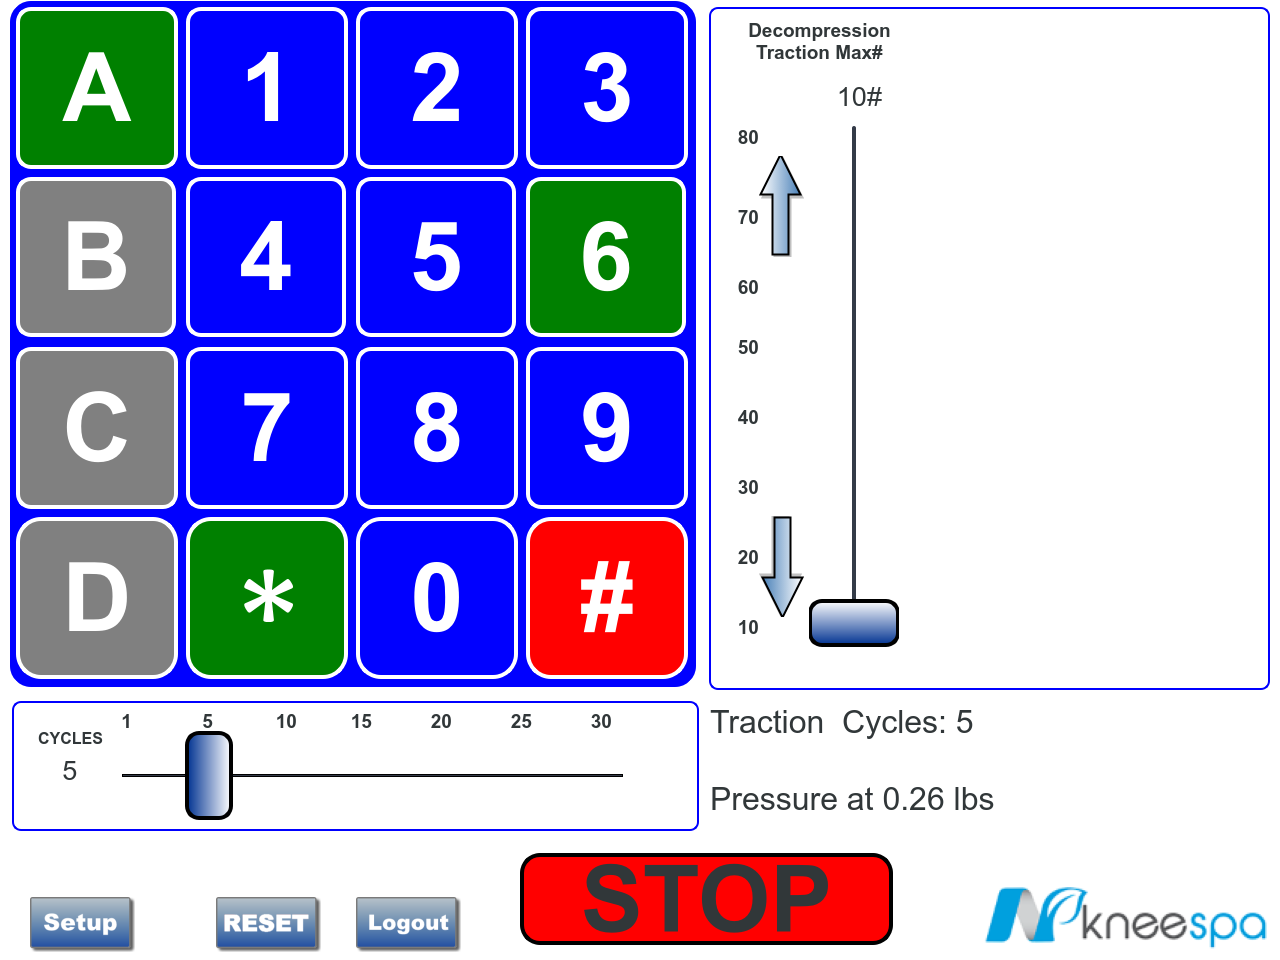 A 1 2 3
B 4 5 6
C 7 8 9
D * 0 #
Decompression
Traction Max#
10#
80
70
60
50
40
30
20
10
1 5 10 15 20 25 30
CYCLES
5
Traction Cycles: 5
Pressure at 0.26 lbs
Setup RESET Logout STOP
kneespa